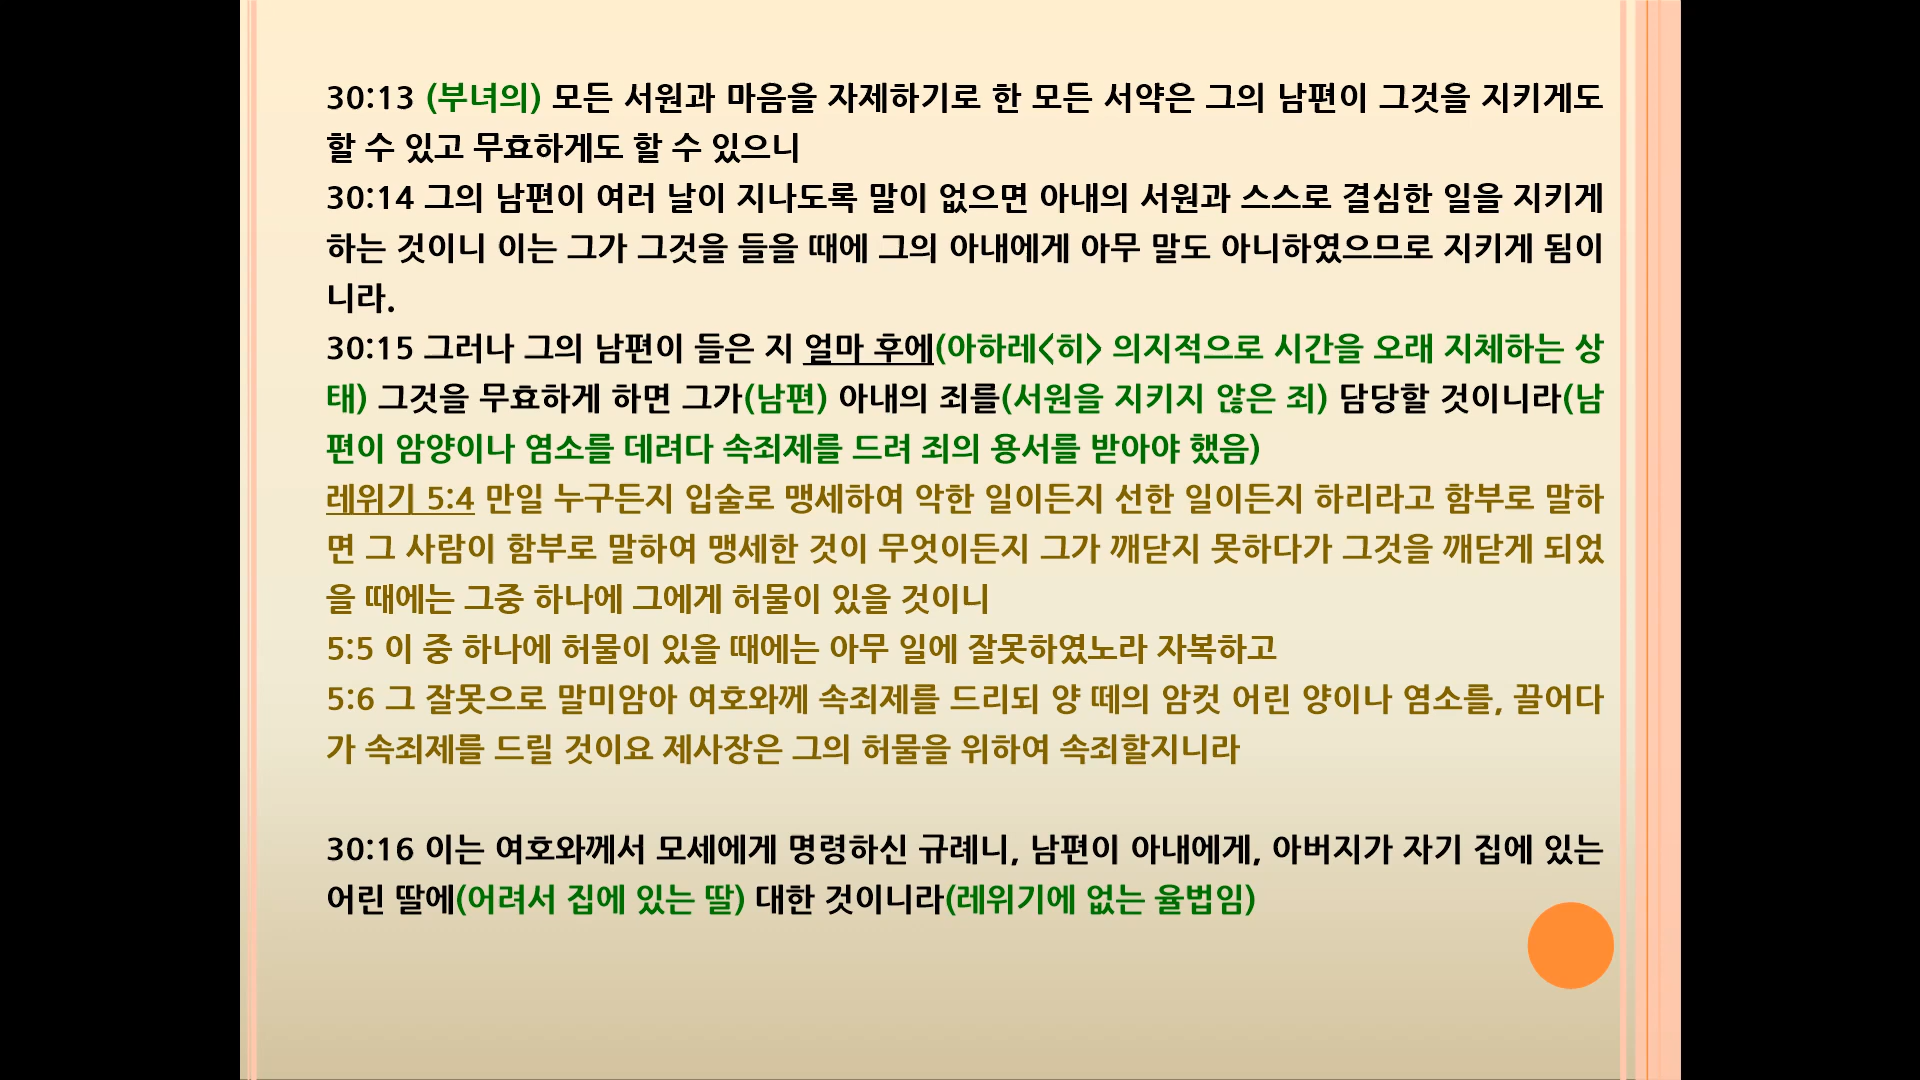 30:13 (부녀의) 모든 서원과 마음을 자제하기로 한 모든 서약은 그의 남편이 그것을 지키게도
할 수 있고 무효하게도 할 수 있으니
30:14 그의 남편이 여러 날이 지나도록 말이 없으면 아내의 서원과 스스로 결심한 일을 지키게
하는 것이니 이는 그가 그것을 들을 때에 그의 아내에게 아무 말도 아니하였으므로 지키게 됨이
니라.
30:15 그러나 그의 남편이 들은 지 얼마 후에(아하레<히> 의지적으로 시간을 오래 지체하는 상
태) 그것을 무효하게 하면 그가(남편) 아내의 죄를(서원을 지키지 않은 죄) 담당할 것이니라(남
편이 암양이나 염소를 데려다 속죄제를 드려 죄의 용서를 받아야 했음)
레위기 5:4 만일 누구든지 입술로 맹세하여 악한 일이든지 선한 일이든지 하리라고 함부로 말하
면 그 사람이 함부로 말하여 맹세한 것이 무엇이든지 그가 깨닫지 못하다가 그것을 깨닫게 되었
을 때에는 그중 하나에 그에게 허물이 있을 것이니
5:5 이 중 하나에 허물이 있을 때에는 아무 일에 잘못하였노라 자복하고
5:6 그 잘못으로 말미암아 여호와께 속죄제를 드리되 양 떼의 암컷 어린 양이나 염소를, 끌어다
가 속죄제를 드릴 것이요 제사장은 그의 허물을 위하여 속죄할지니라
30:16 이는 여호와께서 모세에게 명령하신 규례니, 남편이 아내에게, 아버지가 자기 집에 있는
어린 딸에(어려서 집에 있는 딸) 대한 것이니라(레위기에 없는 율법임)